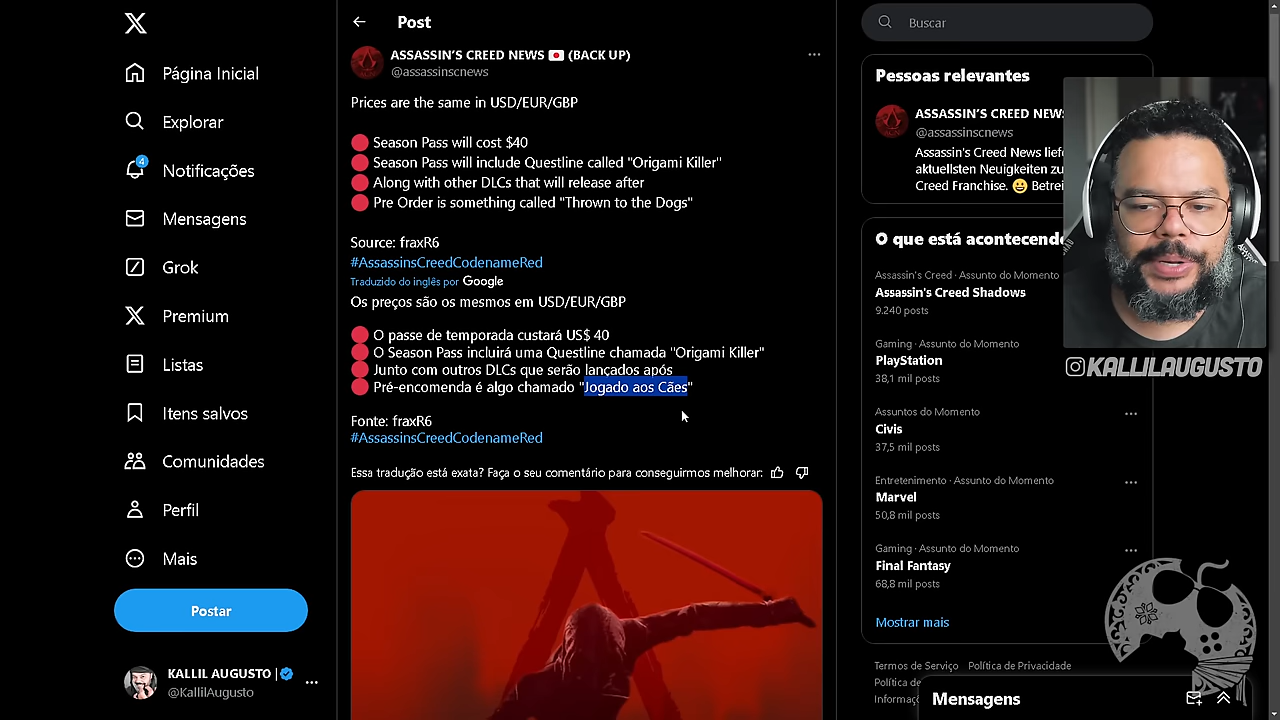 Página Inicial
Explorar
4
Notificações
Mensagens
Grok
Premium
Listas
Itens salvos
Comunidades
Perfil
Mais
Postar
KALLIL AUGUSTO |
@KallilAugusto
Post
ASSASSIN'S CREED NEWS 🇯🇵 (BACK UP)
@assassinscnews
Prices are the same in USD/EUR/GBP
🔴 Season Pass will cost $40
🔴 Season Pass will include Questline called "Origami Killer"
🔴 Along with other DLCs that will release after
🔴 Pre Order is something called "Thrown to the Dogs"
Source: fraxR6
#AssassinsCreedCodenameRed
Traduzido do inglês por Google
Os preços são os mesmos em USD/EUR/GBP
🔴 O passe de temporada custará US$ 40
🔴 O Season Pass incluirá uma Questline chamada "Origami Killer"
🔴 Junto com outros DLCs que serão lançados após
🔴 Pré-encomenda é algo chamado "Jogado aos Cães"
Fonte: fraxR6
#AssassinsCreedCodenameRed
Essa tradução está exata? Faça o seu comentário para conseguirmos melhorar:
Buscar
Pessoas relevantes
ASSASSIN'S CREED
@assassinscnews
Assassin's Creed News
aktuellsten Neuigkeiten
Creed Franchise. 😀
O que está
Assassin's Creed · Assunto do Momento
Assassin's Creed Shadows
9.240 posts
Gaming · Assunto do Momento
PlayStation
38,1 mil posts
KALLILAUGUSTO
Assuntos do Momento
Civis
37,5 mil posts
Entretenimento · Assunto do Momento
Marvel
50,8 mil posts
Gaming · Assunto do Momento
Final Fantasy
68,8 mil posts
Mostrar mais
Termos de Serviço Política de Privacidade
Política de
Mensagens